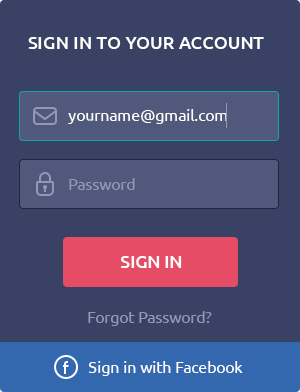 SIGN IN TO YOUR ACCOUNT
yourname@gmail.com
Password
SIGN IN
Forgot Password?
f Sign in with Facebook